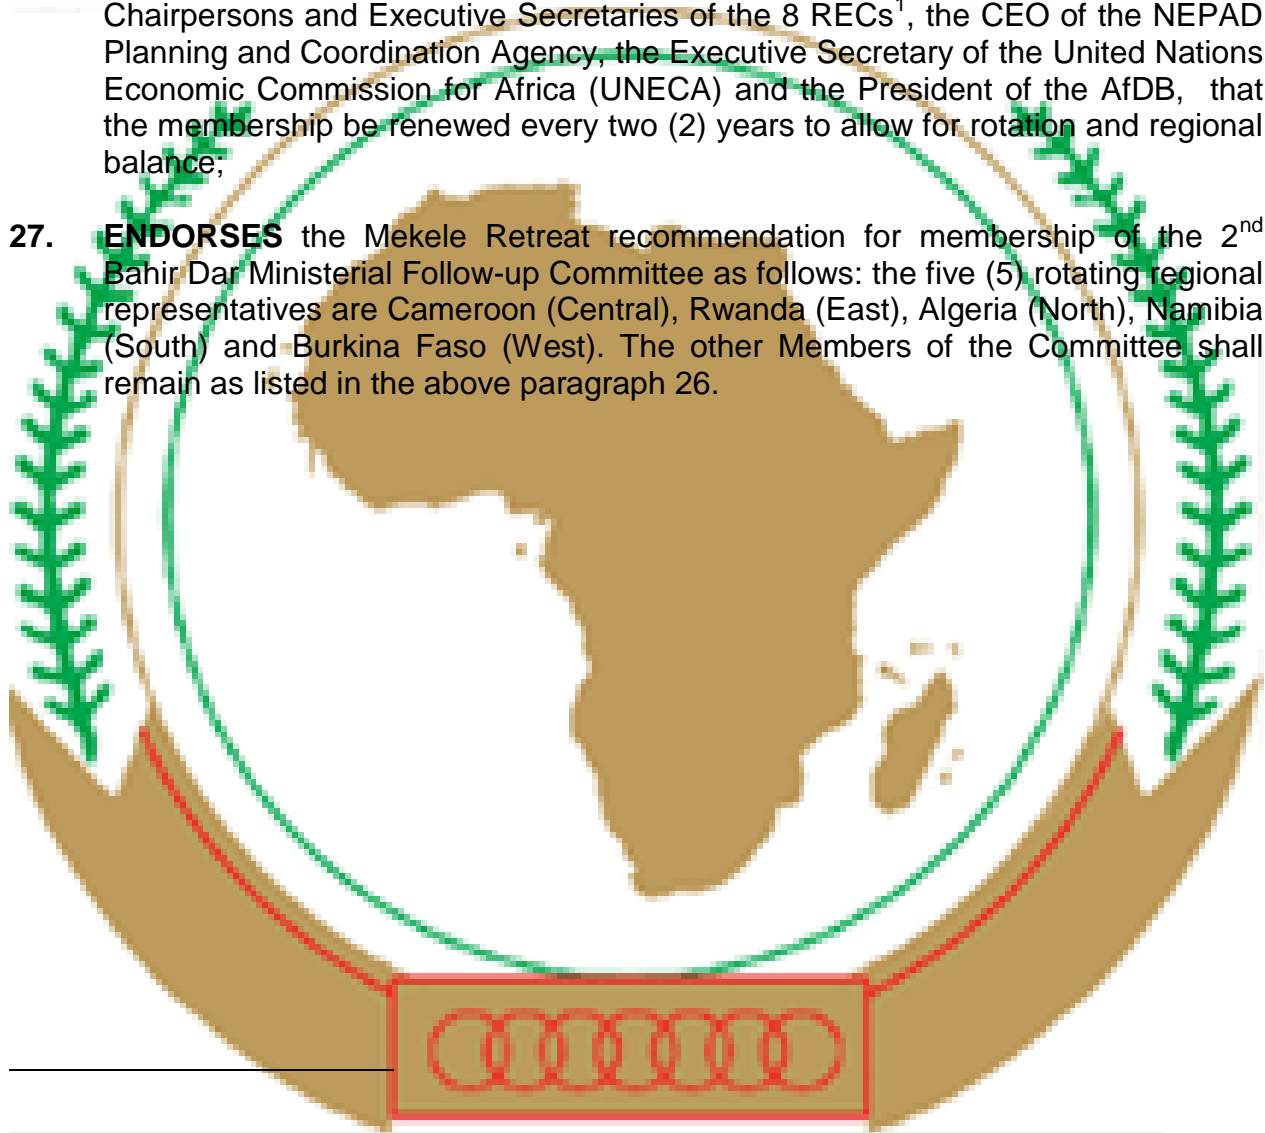 Chairpersons and Executive Secretaries of the 8 RECs1, the CEO of the NEPAD
Planning and Coordination Agency, the Executive Secretary of the United Nations
Economic Commission for Africa (UNECA) and the President of the AfDB, that
the membership be renewed every two (2) years to allow for rotation and regional
balance;
27. ENDORSES the Mekele Retreat recommendation for membership of the 2nd
Bahir Dar Ministerial Follow-up Committee as follows: the five (5) rotating regional
representatives are Cameroon (Central), Rwanda (East), Algeria (North), Namibia
(South) and Burkina Faso (West). The other Members of the Committee shall
remain as listed in the above paragraph 26.